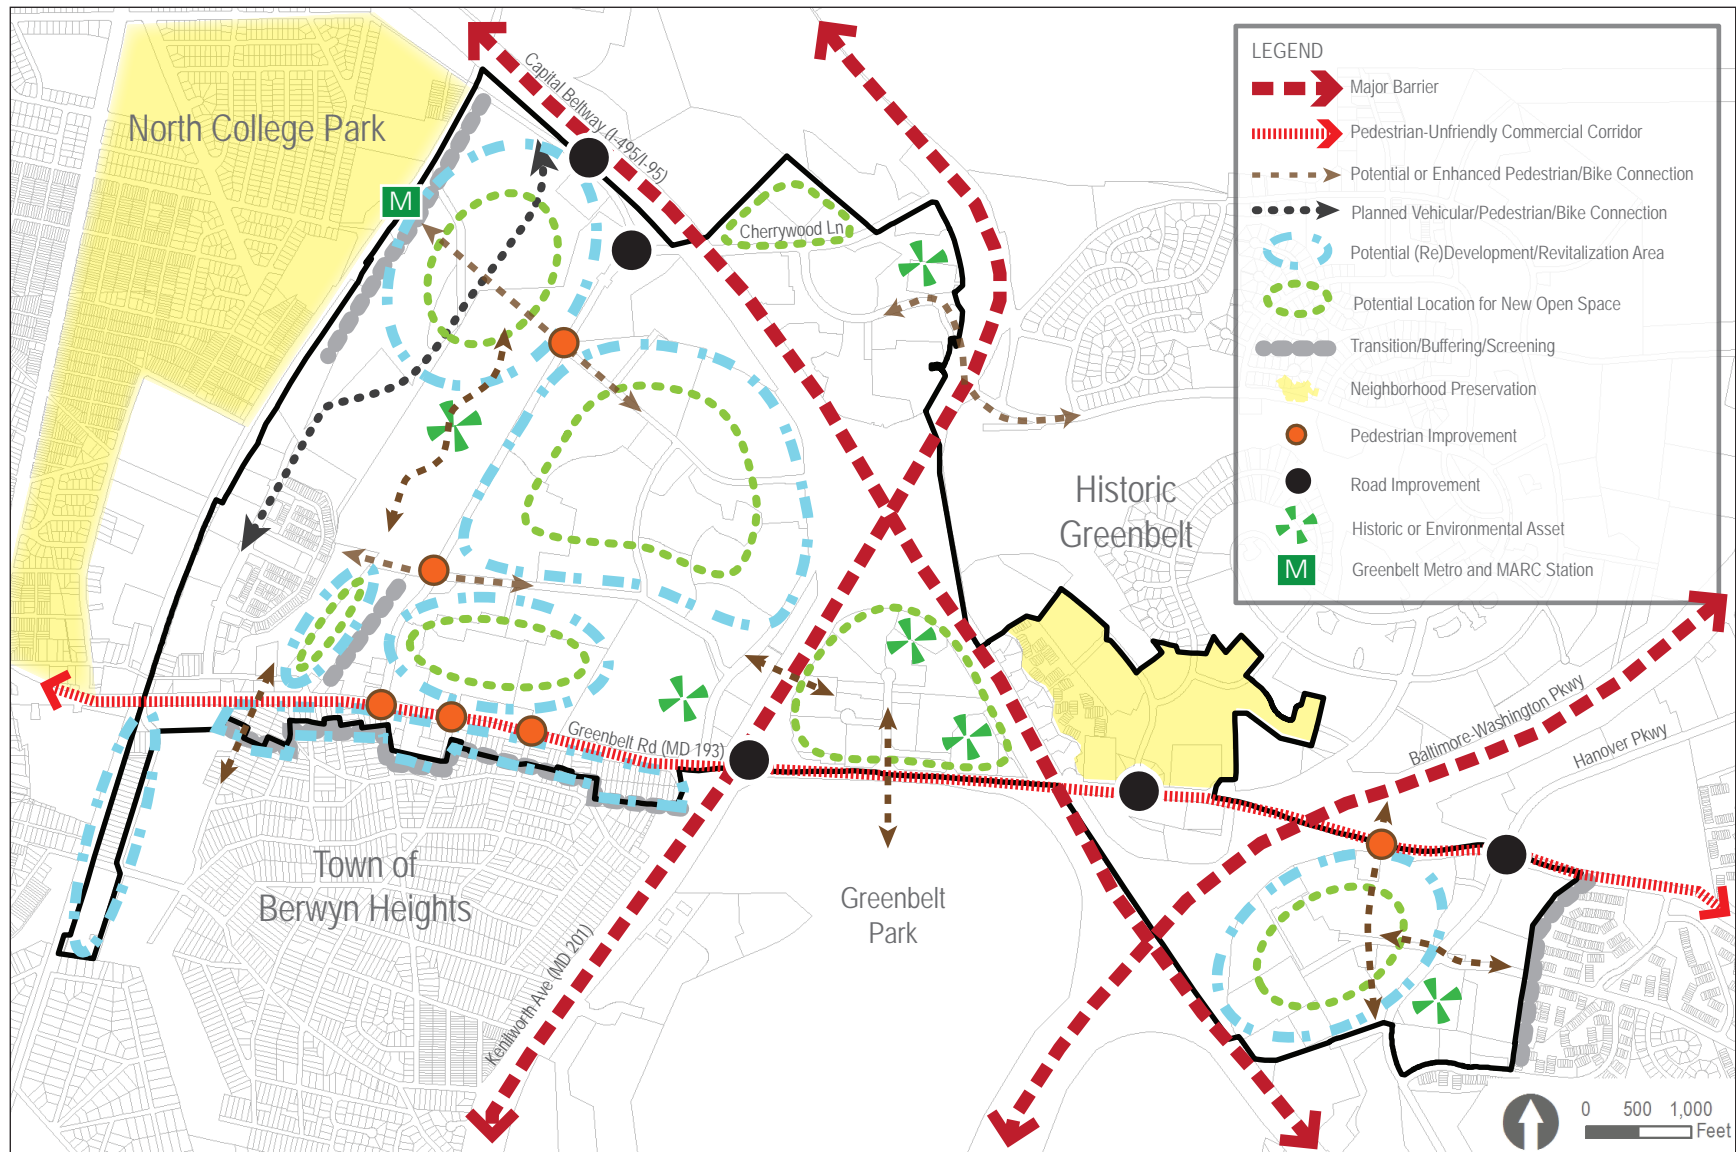 LEGEND
Major Barrier
Pedestrian-Unfriendly Commercial Corridor
Potential or Enhanced Pedestrian/Bike Connection
Planned Vehicular/Pedestrian/Bike Connection
Potential (Re)Development/Revitalization Area
Potential Location for New Open Space
Transition/Buffering/Screening
Neighborhood Preservation
Pedestrian Improvement
Road Improvement
Historic or Environmental Asset
M
Greenbelt Metro and MARC Station
North College Park
Capital Beltway (I-495/I-95)
M
Cherrywood Ln
Historic
Greenbelt
Greenbelt Rd (MD 193)
Baltimore-Washington Pkwy
Hanover Pkwy
Town of
Berwyn Heights
Greenbelt
Park
Kenilworth Ave (MD 201)
0 500 1,000
Feet